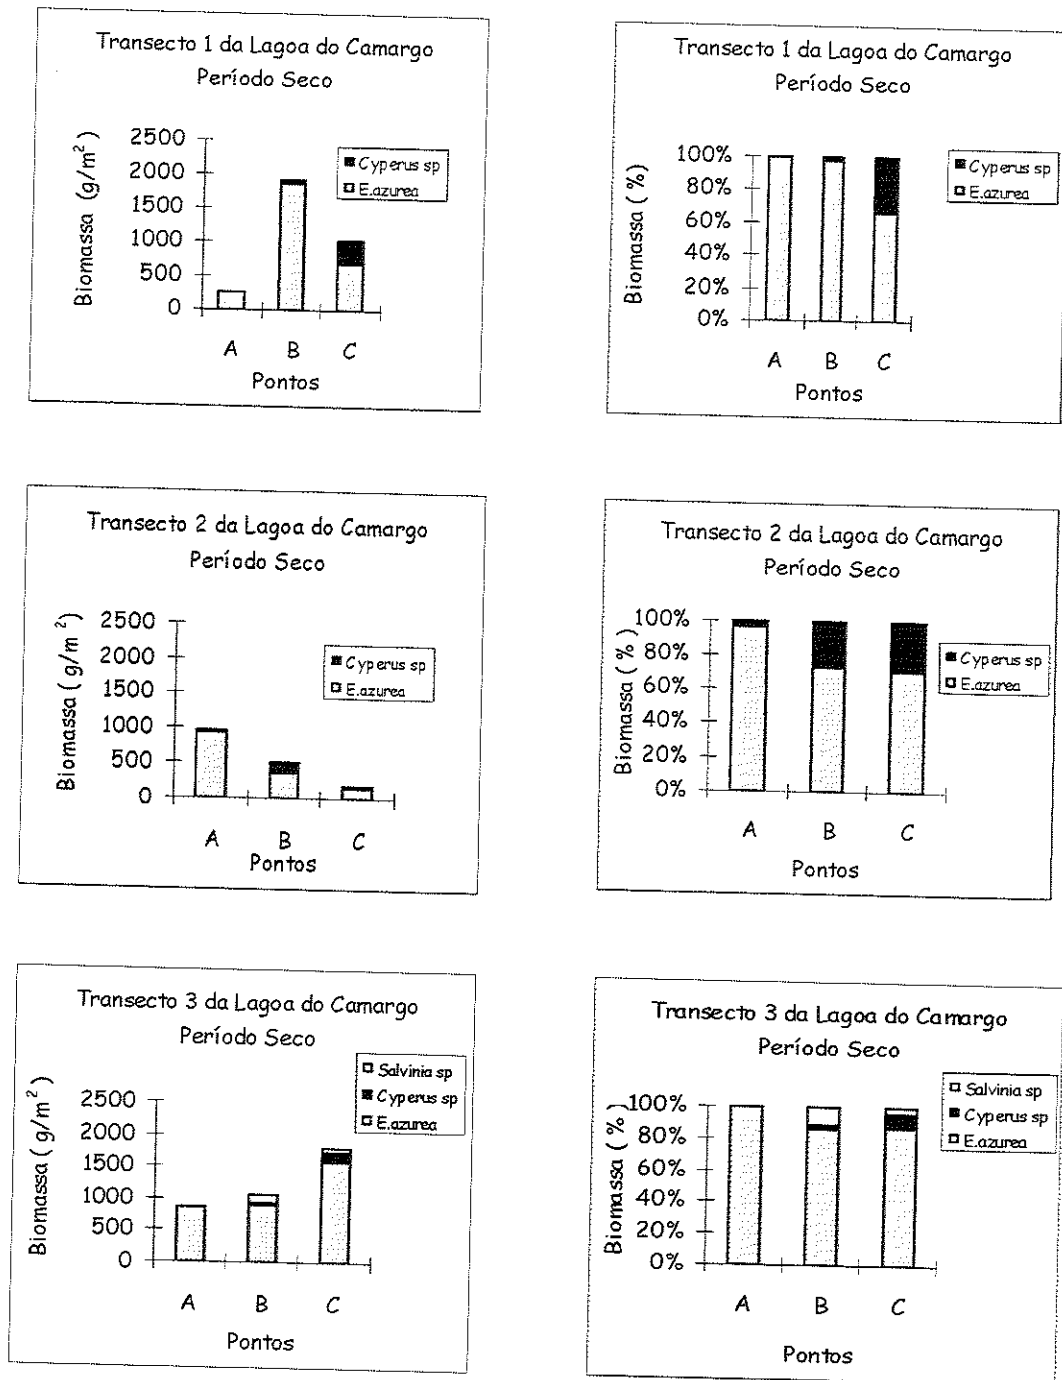 Transecto 1 da Lagoa do Camargo
Período Seco
Biomassa (g/m²)
2500
2000
1500
1000
500
0
Cyperus sp
E.azurea
A B C
Pontos
Transecto 1 da Lagoa do Camargo
Período Seco
Biomassa ( %)
100%
80%
60%
40%
20%
0%
Cyperus sp
E.azurea
A B C
Pontos
Transecto 2 da Lagoa do Camargo
Período Seco
Biomassa ( g/m²)
2500
2000
1500
1000
500
0
Cyperus sp
E.azurea
A B C
Pontos
Transecto 2 da Lagoa do Camargo
Período Seco
Biomassa ( %)
100%
80%
60%
40%
20%
0%
Cyperus sp
E.azurea
A B C
Pontos
Transecto 3 da Lagoa do Camargo
Período Seco
Biomassa ( g/m²)
2500
2000
1500
1000
500
0
Salvinia sp
Cyperus sp
E.azurea
A B C
Pontos
Transecto 3 da Lagoa do Camargo
Período Seco
Biomassa ( %)
100%
80%
60%
40%
20%
0%
Salvinia sp
Cyperus sp
E.azurea
A B C
Pontos